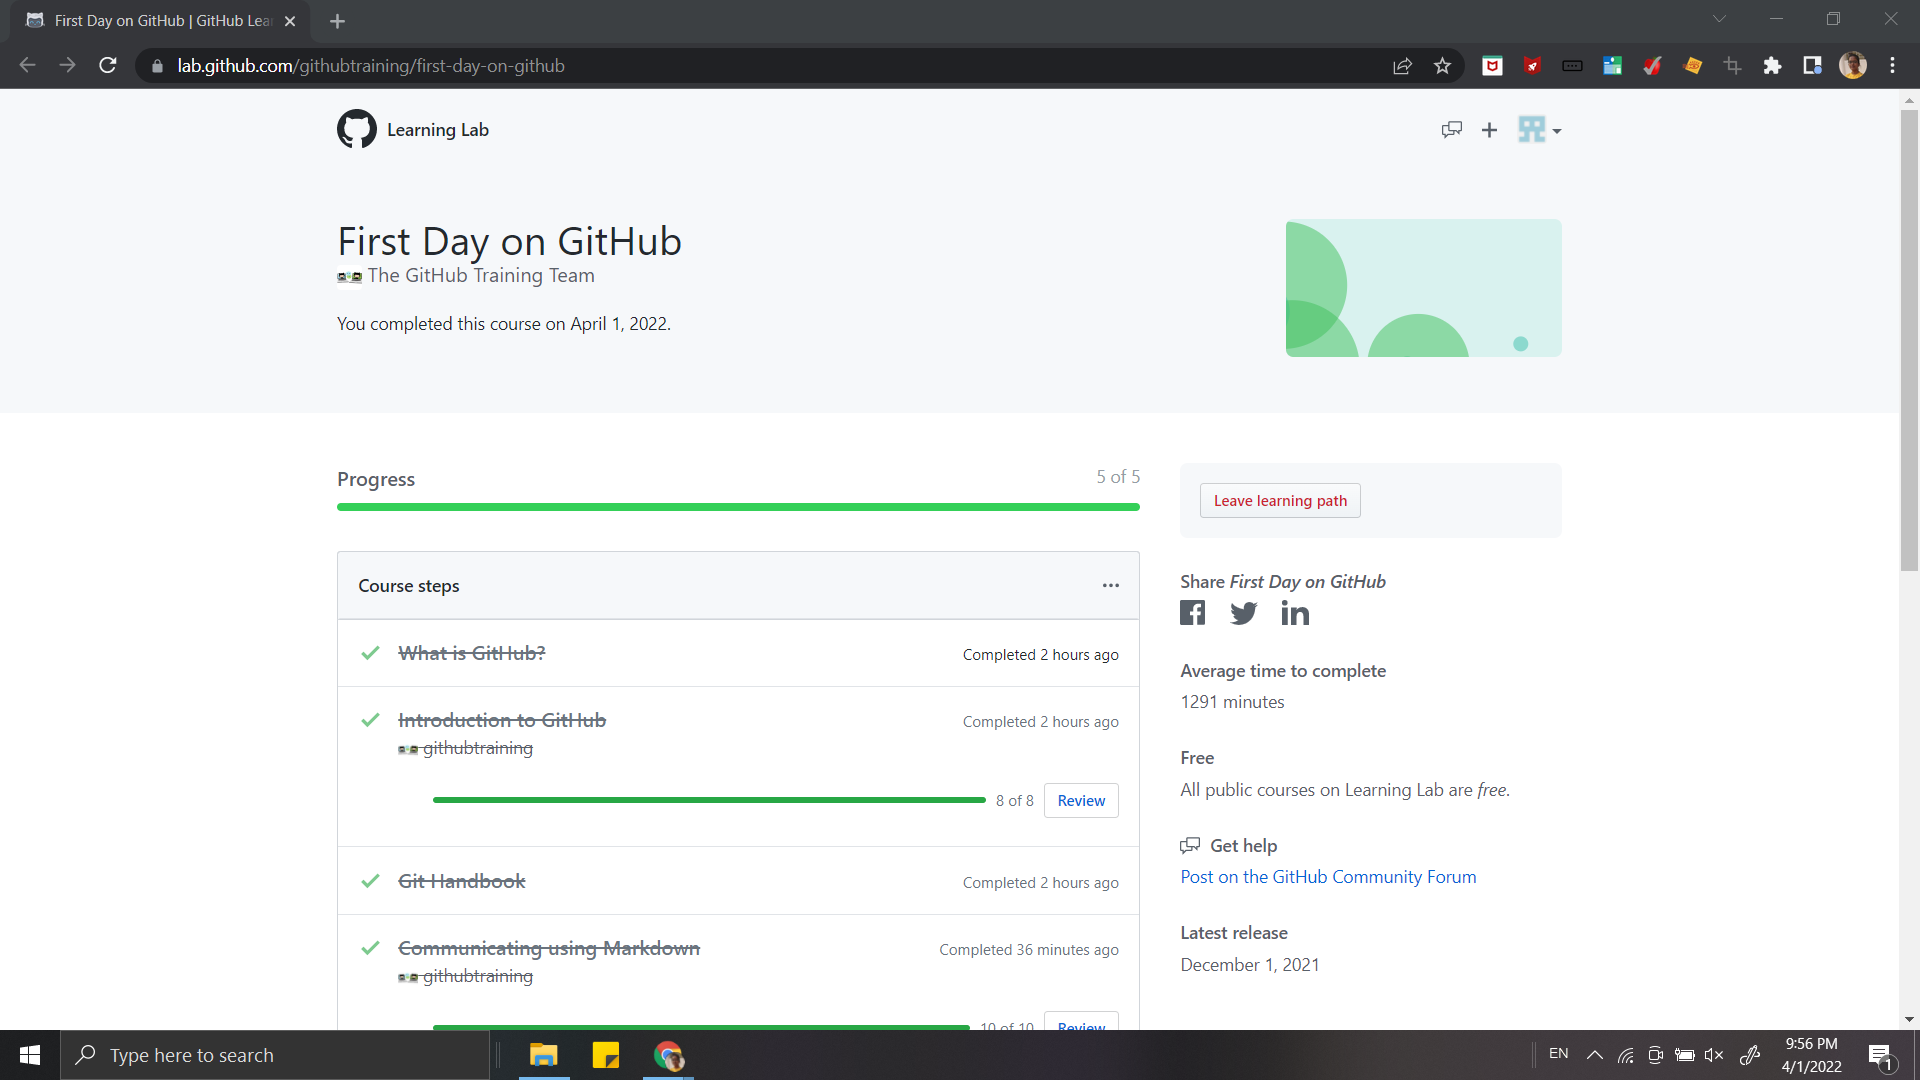 First Day on GitHub | GitHub Lea
lab.github.com/githubtraining/first-day-on-github
Learning Lab
First Day on GitHub
The GitHub Training Team
You completed this course on April 1, 2022.
Progress
5 of 5
Leave learning path
Course steps
Share First Day on GitHub
What is GitHub?
Completed 2 hours ago
Average time to complete
1291 minutes
Introduction to GitHub
Completed 2 hours ago
githubtraining
Free
All public courses on Learning Lab are free.
8 of 8
Review
Get help
Post on the GitHub Community Forum
Git Handbook
Completed 2 hours ago
Latest release
December 1, 2021
Communicating using Markdown
Completed 36 minutes ago
githubtraining
10 of 10
Review
Type here to search
EN
9:56 PM
4/1/2022
1